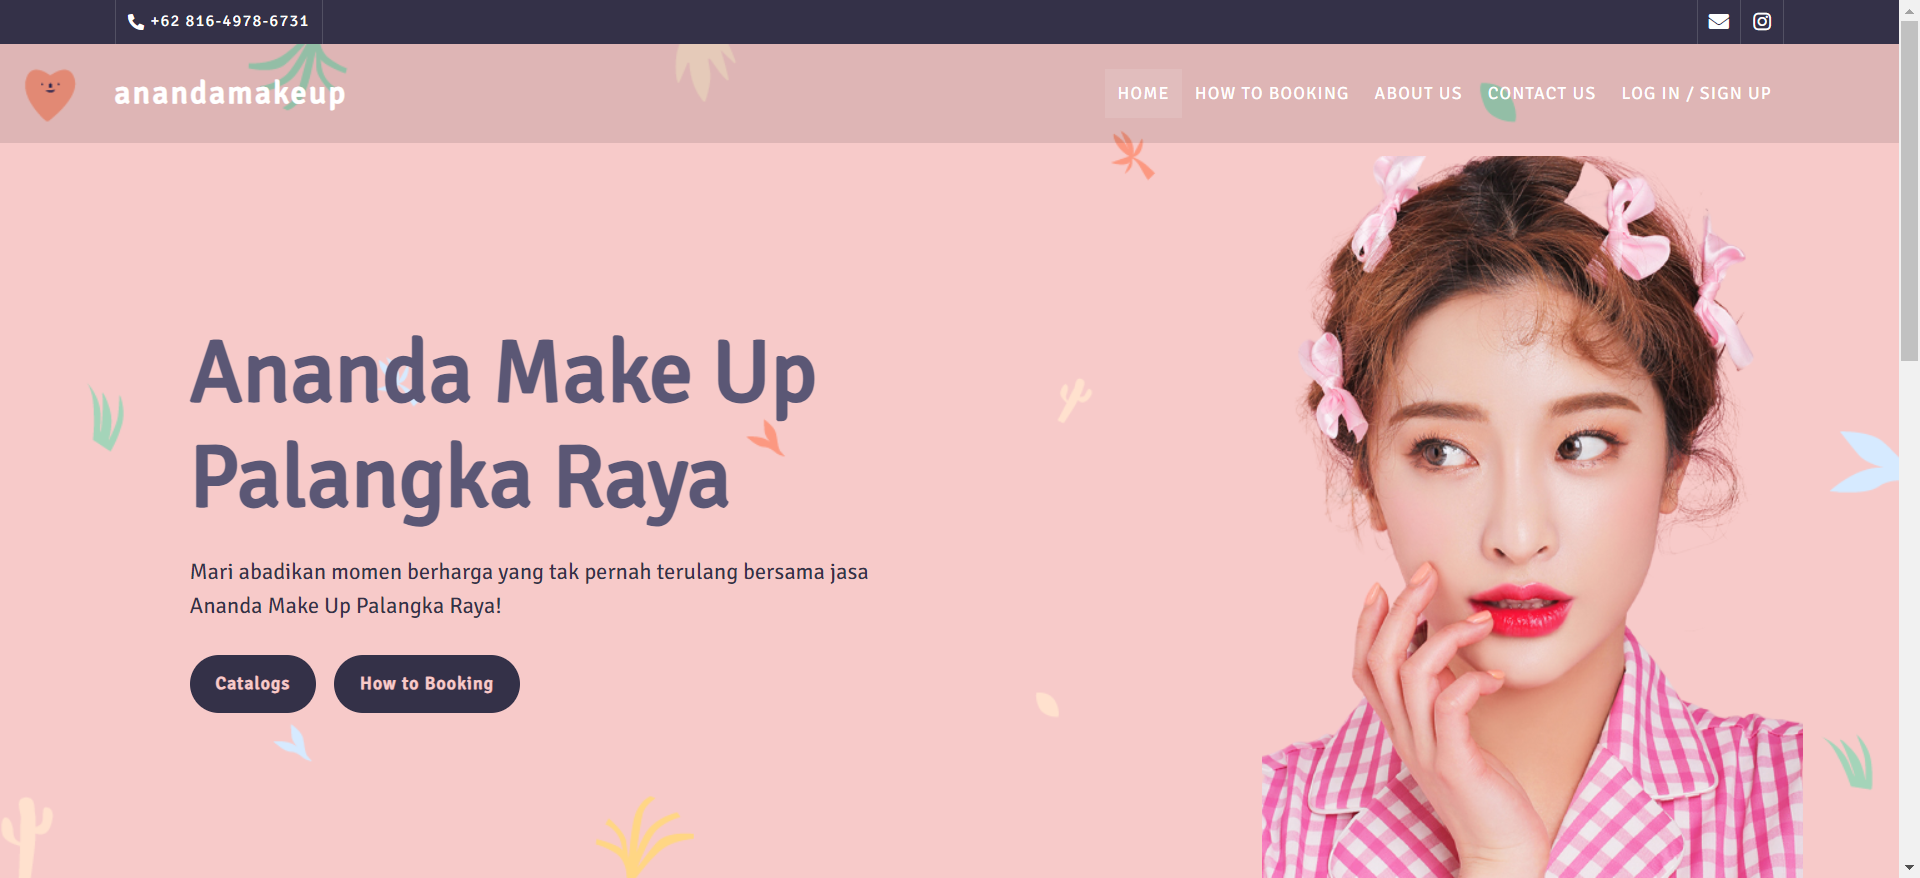 +62 816-4978-6731
anandamakeup
HOME
HOW TO BOOKING
ABOUT US
CONTACT US
LOG IN / SIGN UP
Ananda Make Up
Palangka Raya
Mari abadikan momen berharga yang tak pernah terulang bersama jasa
Ananda Make Up Palangka Raya!
Catalogs
How to Booking